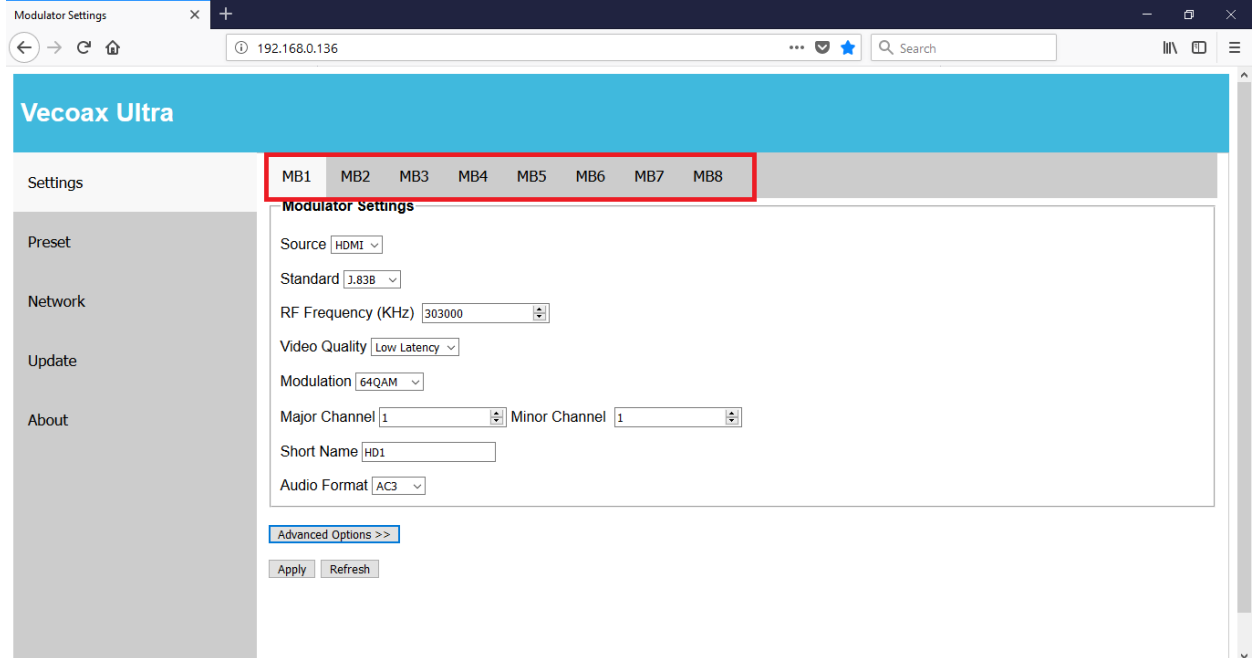 Modulator Settings
192.168.0.136
Search
Vecoax Ultra
Settings
Preset
Network
Update
About
MB1 MB2 MB3 MB4 MB5 MB6 MB7 MB8
Modulator Settings
Source HDMI
Standard J.83B
RF Frequency (KHz) 303000
Video Quality Low Latency
Modulation 64QAM
Major Channel 1 Minor Channel 1
Short Name HD1
Audio Format AC3
Advanced Options >>
Apply Refresh